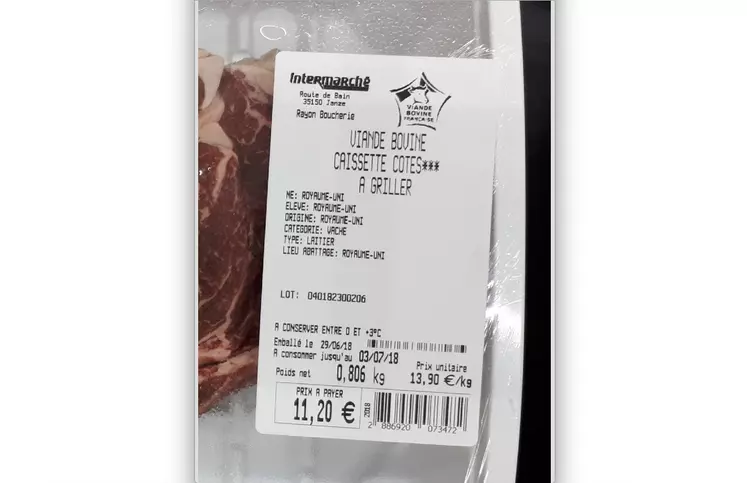 Intermarché
Route de Bain
35150 Janze
Rayon Boucherie
VIANDE
BOVINE
FRANÇAISE
VIANDE BOVINE
CAISSETTE COTES***
A GRILLER
NE: ROYAUME-UNI
ELEVE: ROYAUME-UNI
ORIGINE: ROYAUME-UNI
CATEGORIE: VACHE
TYPE: LAITIER
LIEU ABATTAGE: ROYAUME-UNI
LOT: 040182300206
A CONSERVER ENTRE 0 ET +3°C
Emballé le 29/06/18
A consommer jusqu'au 03/07/18
Poids net 0,806 kg
Prix unitaire
13,90 €/kg
PRIX A PAYER
11,20 €
2018
2 886920 073472